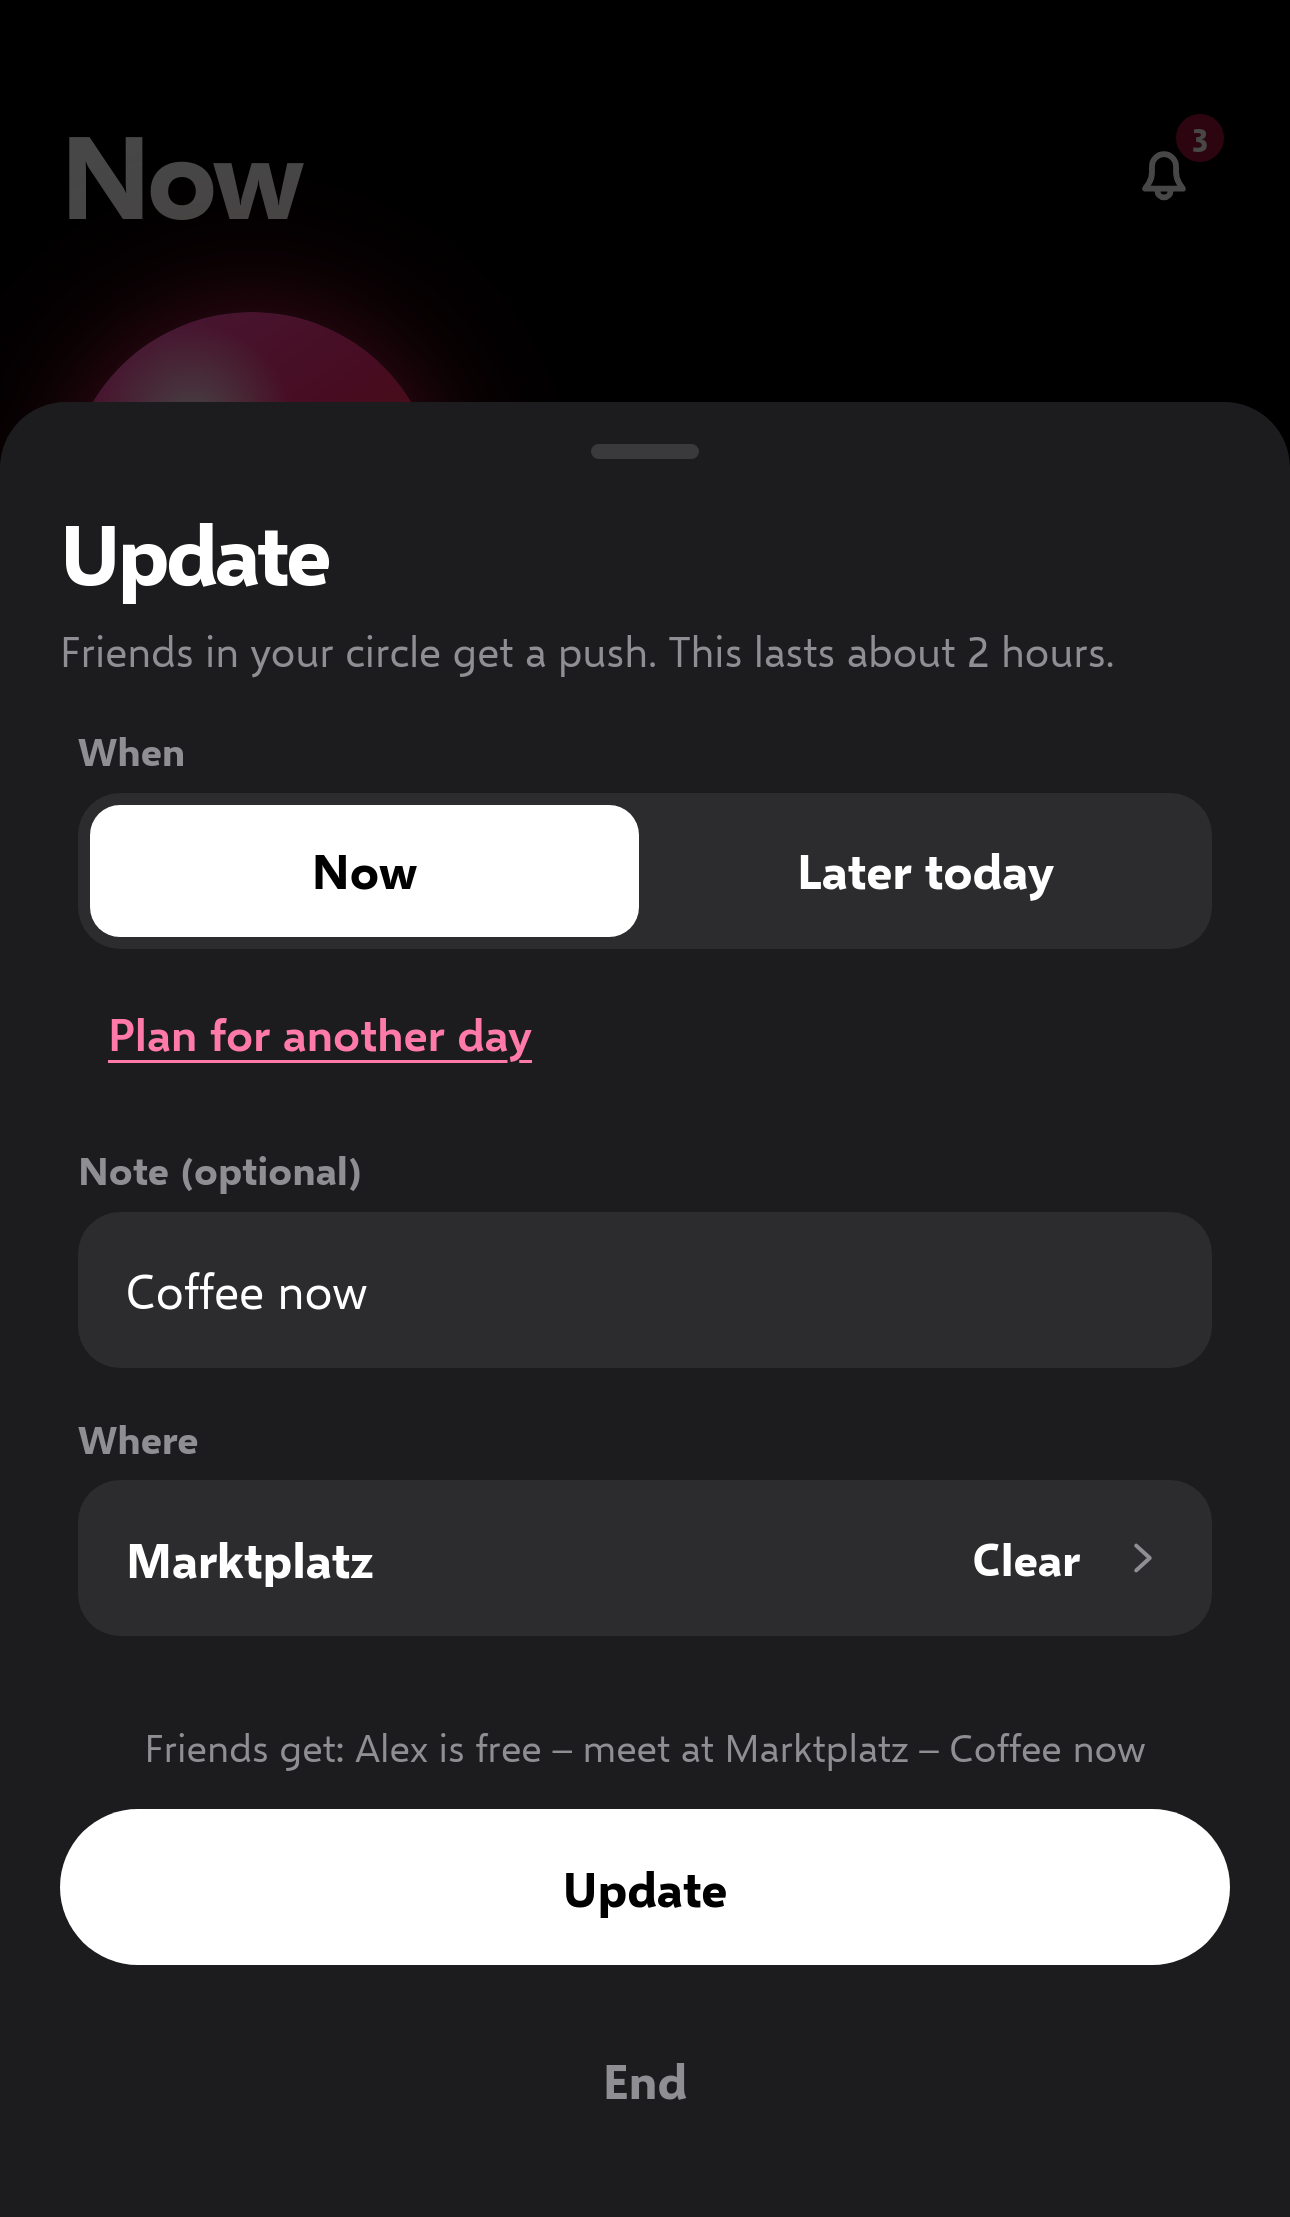 Now
3
Update
Friends in your circle get a push. This lasts about 2 hours.
When
Now
Later today
Plan for another day
Note (optional)
Coffee now
Where
Marktplatz
Clear
Friends get: Alex is free – meet at Marktplatz – Coffee now
Update
End